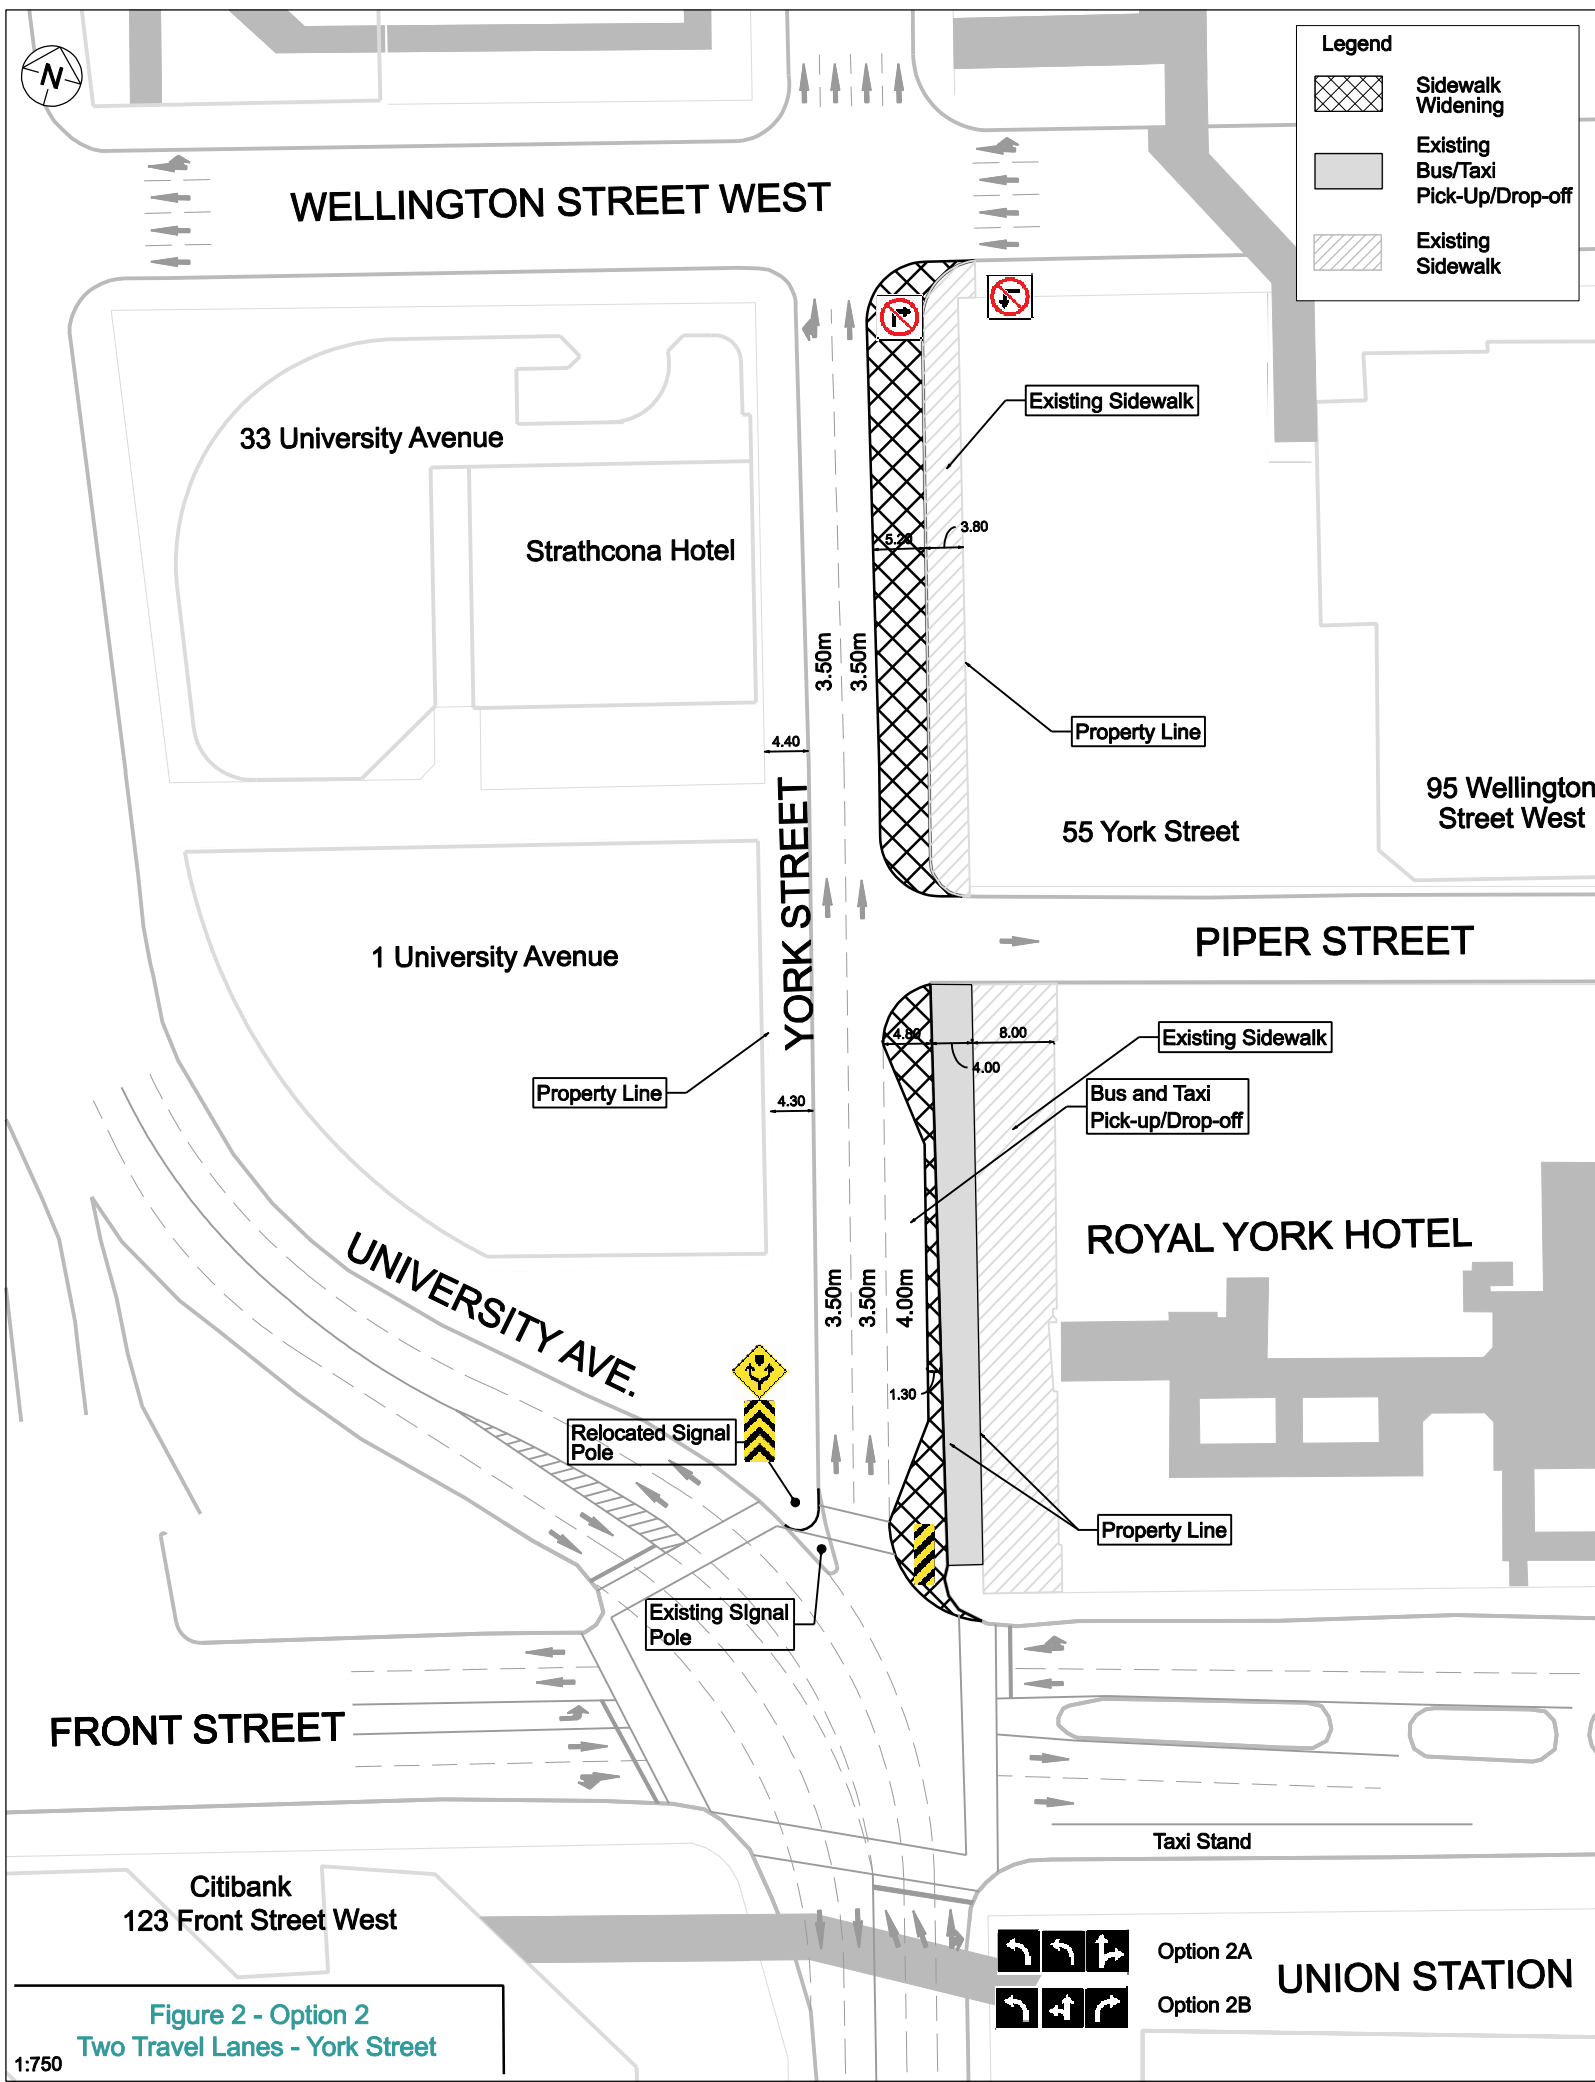 Legend
N
Sidewalk
Widening
Existing
Bus/Taxi
Pick-Up/Drop-off
Existing
Sidewalk
WELLINGTON STREET WEST
Existing Sidewalk
33 University Avenue
Strathcona Hotel
5.20
3.80
3.50m
3.50m
Property Line
4.40
95 Wellington
Street West
55 York Street
YORK STREET
1 University Avenue
PIPER STREET
4.80
8.00
4.00
Existing Sidewalk
Property Line
4.30
Bus and Taxi
Pick-up/Drop-off
ROYAL YORK HOTEL
UNIVERSITY AVE.
3.50m
3.50m
4.00m
1.30
Relocated Signal
Pole
Property Line
Existing SIgnal
Pole
FRONT STREET
Taxi Stand
Citibank
123 Front Street West
Option 2A
UNION STATION
Option 2B
Figure 2 - Option 2
Two Travel Lanes - York Street
1:750